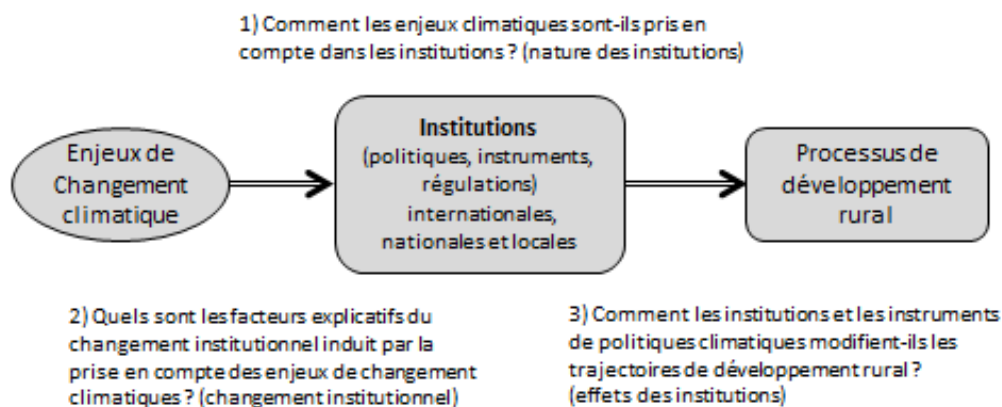 1) Comment les enjeux climatiques sont-ils pris en
compte dans les institutions ? (nature des institutions)
Enjeux de
Changement
climatique
Institutions
(politiques, instruments,
régulations)
internationales,
nationales et locales
Processus de
développement
rural
2) Quels sont les facteurs explicatifs du
changement institutionnel induit par la
prise en compte des enjeux de changement
climatiques ? (changement institutionnel)
3) Comment les institutions et les instruments
de politiques climatiques modifient-ils les
trajectoires de développement rural ?
(effets des institutions)